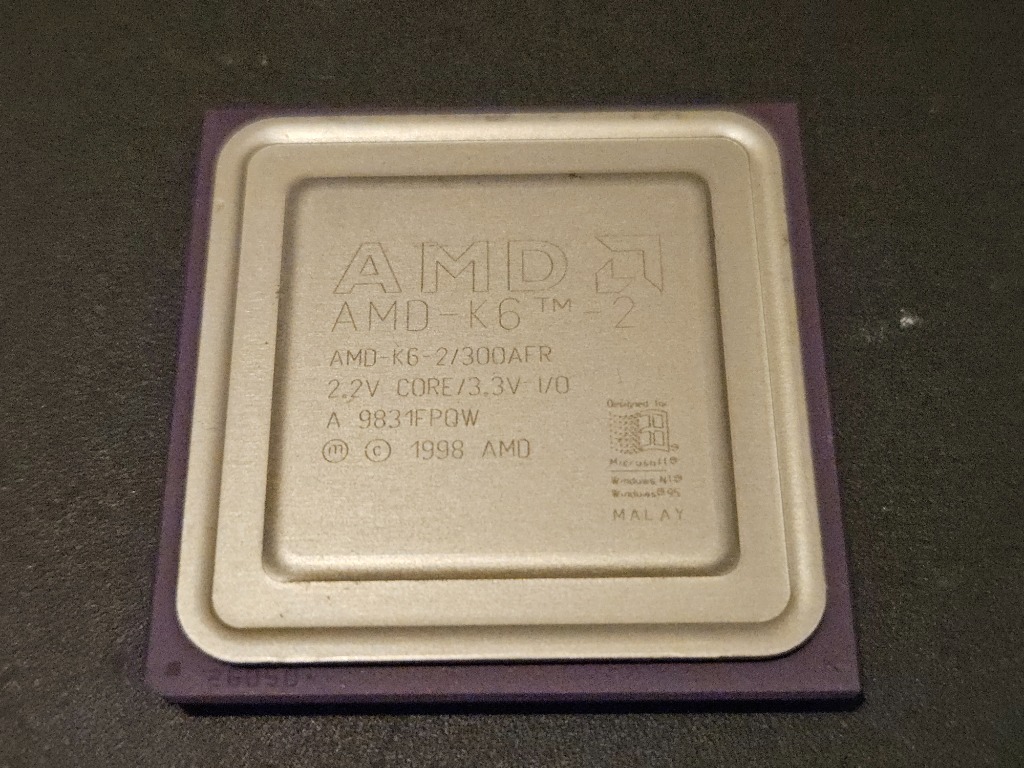 AMD
AMD-K6™-2
AMD-K6-2/300AFR
2.2V CORE/3.3V I/O
A 9831FPQW
ⓜ © 1998 AMD
Designed for
Microsoft®
Windows NT®
Windows®95
MALAY
26050